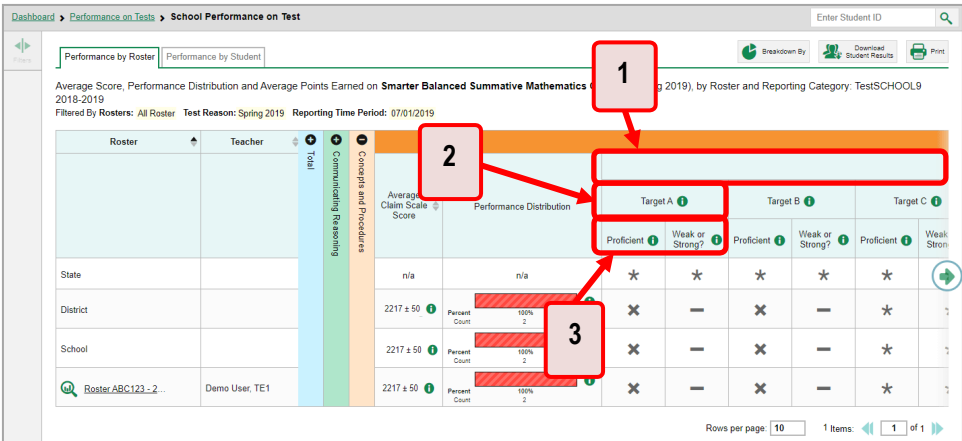 Dashboard > Performance on Tests > School Performance on Test
Enter Student ID
Filters
Performance by Roster Performance by Student
Breakdown By Download Student Results Print
Average Score, Performance Distribution and Average Points Earned on Smarter Balanced Summative Mathematics 2019), by Roster and Reporting Category: TestSCHOOL9
2018-2019
Filtered By Rosters: All Roster Test Reason: Spring 2019 Reporting Time Period: 07/01/2019
1
2
3
Roster Teacher Total Communicating Reasoning Concepts and Procedures
Average Claim Scale Score Performance Distribution
Target A Target B Target C
Proficient Weak or Strong? Proficient Weak or Strong? Proficient
State n/a n/a * * * * *
District 2217 ± 50 Percent 100% Count 2 × – × – *
School 2217 ± 50 Percent 100% Count 2 × – × – *
Roster ABC123 - 2... Demo User, TE1 2217 ± 50 Percent 100% Count 2 × – × – *
Rows per page: 10 1 Items: 1 of 1